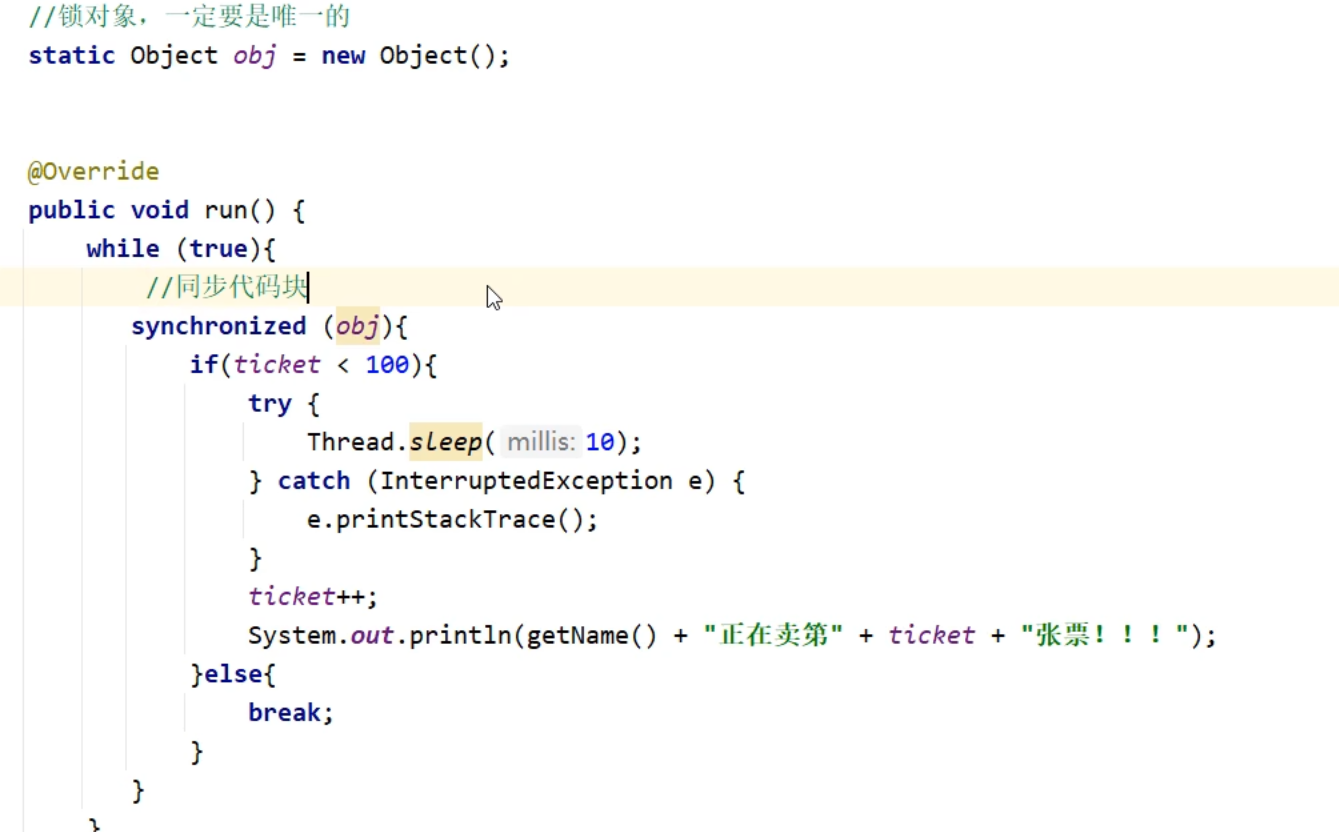 //锁对象，一定要是唯一的
static Object obj = new Object();
@Override
public void run() {
while (true){
//同步代码块
synchronized (obj){
if(ticket < 100){
try {
Thread.sleep( millis: 10);
} catch (InterruptedException e) {
e.printStackTrace();
}
ticket++;
System.out.println(getName() + "正在卖第" + ticket + "张票！！！");
}else{
break;
}
}
}